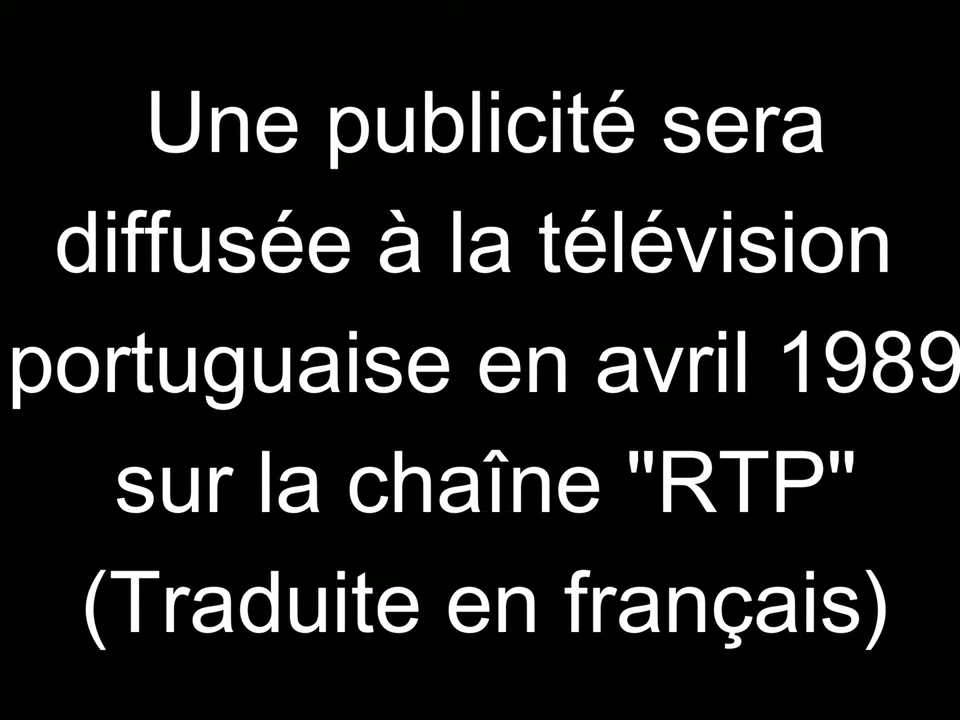 Une publicité sera
diffusée à la télévision
portuguaise en avril 1989
sur la chaîne "RTP"
(Traduite en français)